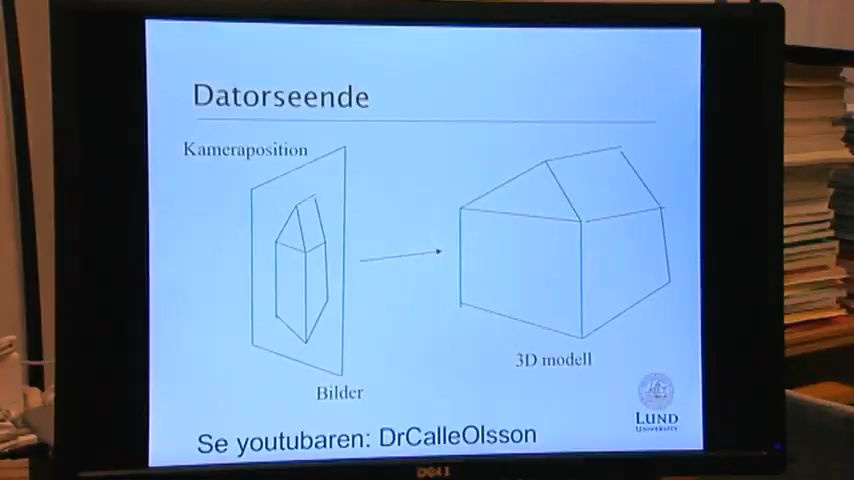 Datorseende
Kameraposition
3D modell
Bilder
LUND
UNIVERSITY
Se youtubaren: DrCalleOlsson
DELL